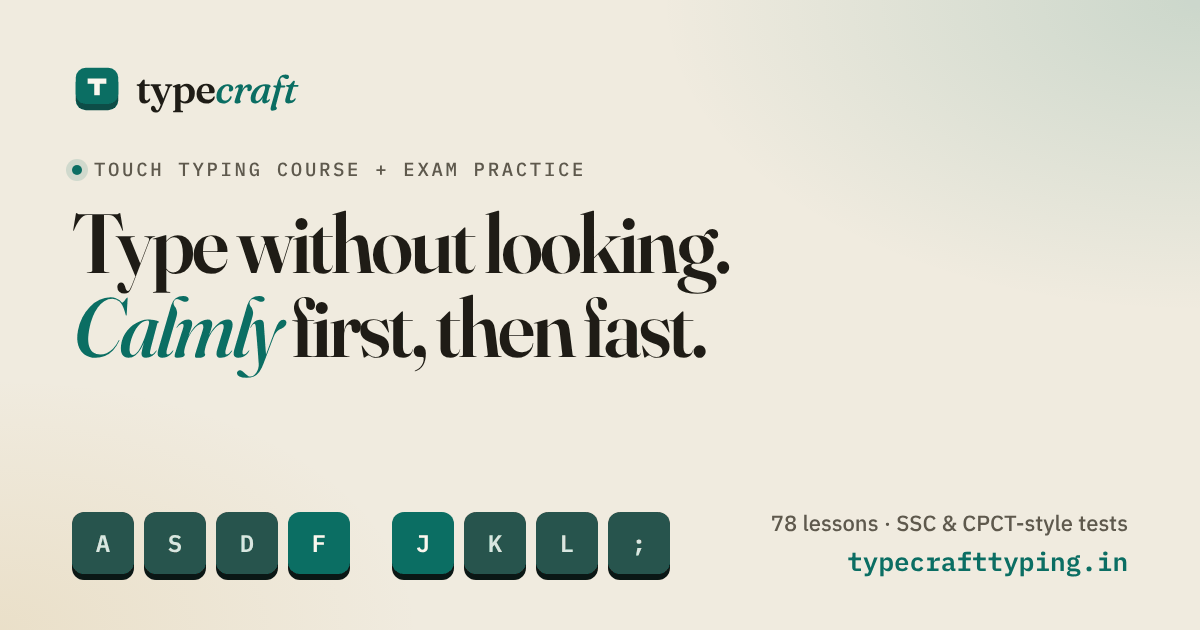 T typecraft
TOUCH TYPING COURSE + EXAM PRACTICE
Type without looking.
Calmly first, then fast.
A S D F J K L ;
78 lessons · SSC & CPCT-style tests
typecrafttyping.in